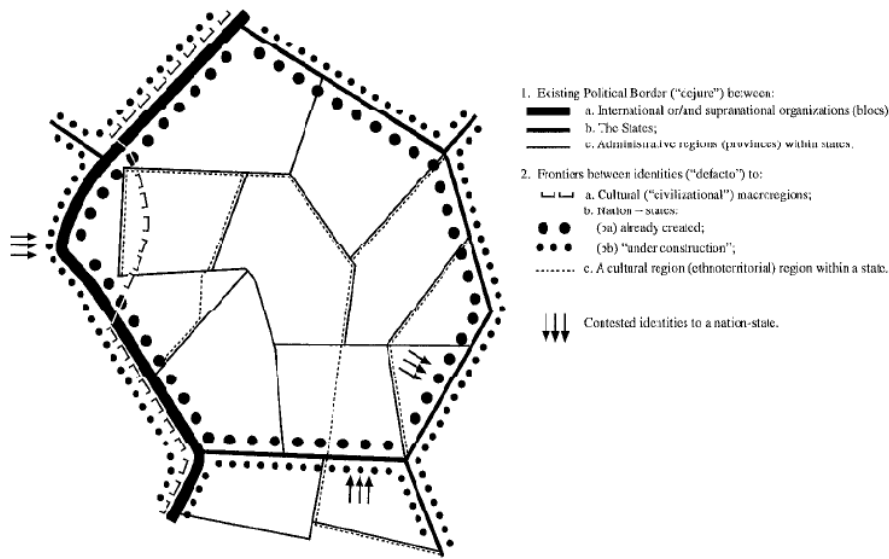 1. Existing Political Border ("dejure") between:
a. International or/and supranational organizations (blocs)
b. The States;
c. Administrative regions (provinces) within states.
2. Frontiers between identities ("defacto") to:
a. Cultural ("civilizational") macroregions;
b. Nation – states:
(ba) already created;
(bb) "under construction";
c. A cultural region (ethnoterritorial) region within a state.
Contested identities to a nation-state.